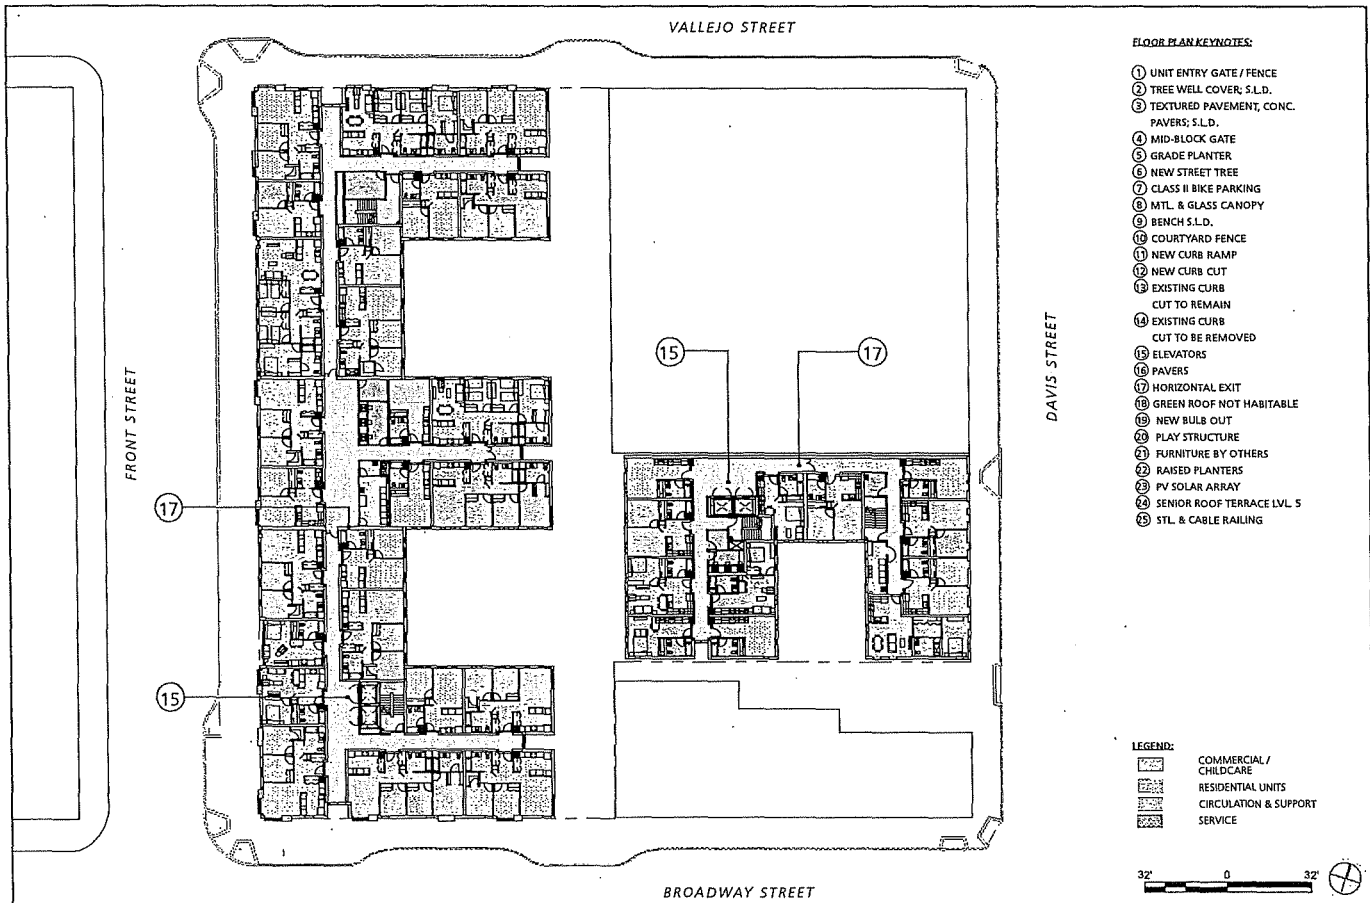 VALLEJO STREET
FLOOR PLAN KEYNOTES:
1 UNIT ENTRY GATE / FENCE
2 TREE WELL COVER; S.L.D.
3 TEXTURED PAVEMENT, CONC.
PAVERS; S.L.D.
4 MID-BLOCK GATE
5 GRADE PLANTER
6 NEW STREET TREE
7 CLASS II BIKE PARKING
8 MTL. & GLASS CANOPY
9 BENCH S.L.D.
10 COURTYARD FENCE
11 NEW CURB RAMP
12 NEW CURB CUT
13 EXISTING CURB
CUT TO REMAIN
14 EXISTING CURB
CUT TO BE REMOVED
15 ELEVATORS
16 PAVERS
17 HORIZONTAL EXIT
18 GREEN ROOF NOT HABITABLE
19 NEW BULB OUT
20 PLAY STRUCTURE
21 FURNITURE BY OTHERS
22 RAISED PLANTERS
23 PV SOLAR ARRAY
24 SENIOR ROOF TERRACE LVL 5
25 STL. & CABLE RAILING
15
17
DAVIS STREET
FRONT STREET
17
15
LEGEND:
COMMERCIAL /
CHILDCARE
RESIDENTIAL UNITS
CIRCULATION & SUPPORT
SERVICE
32' 0 32'
BROADWAY STREET